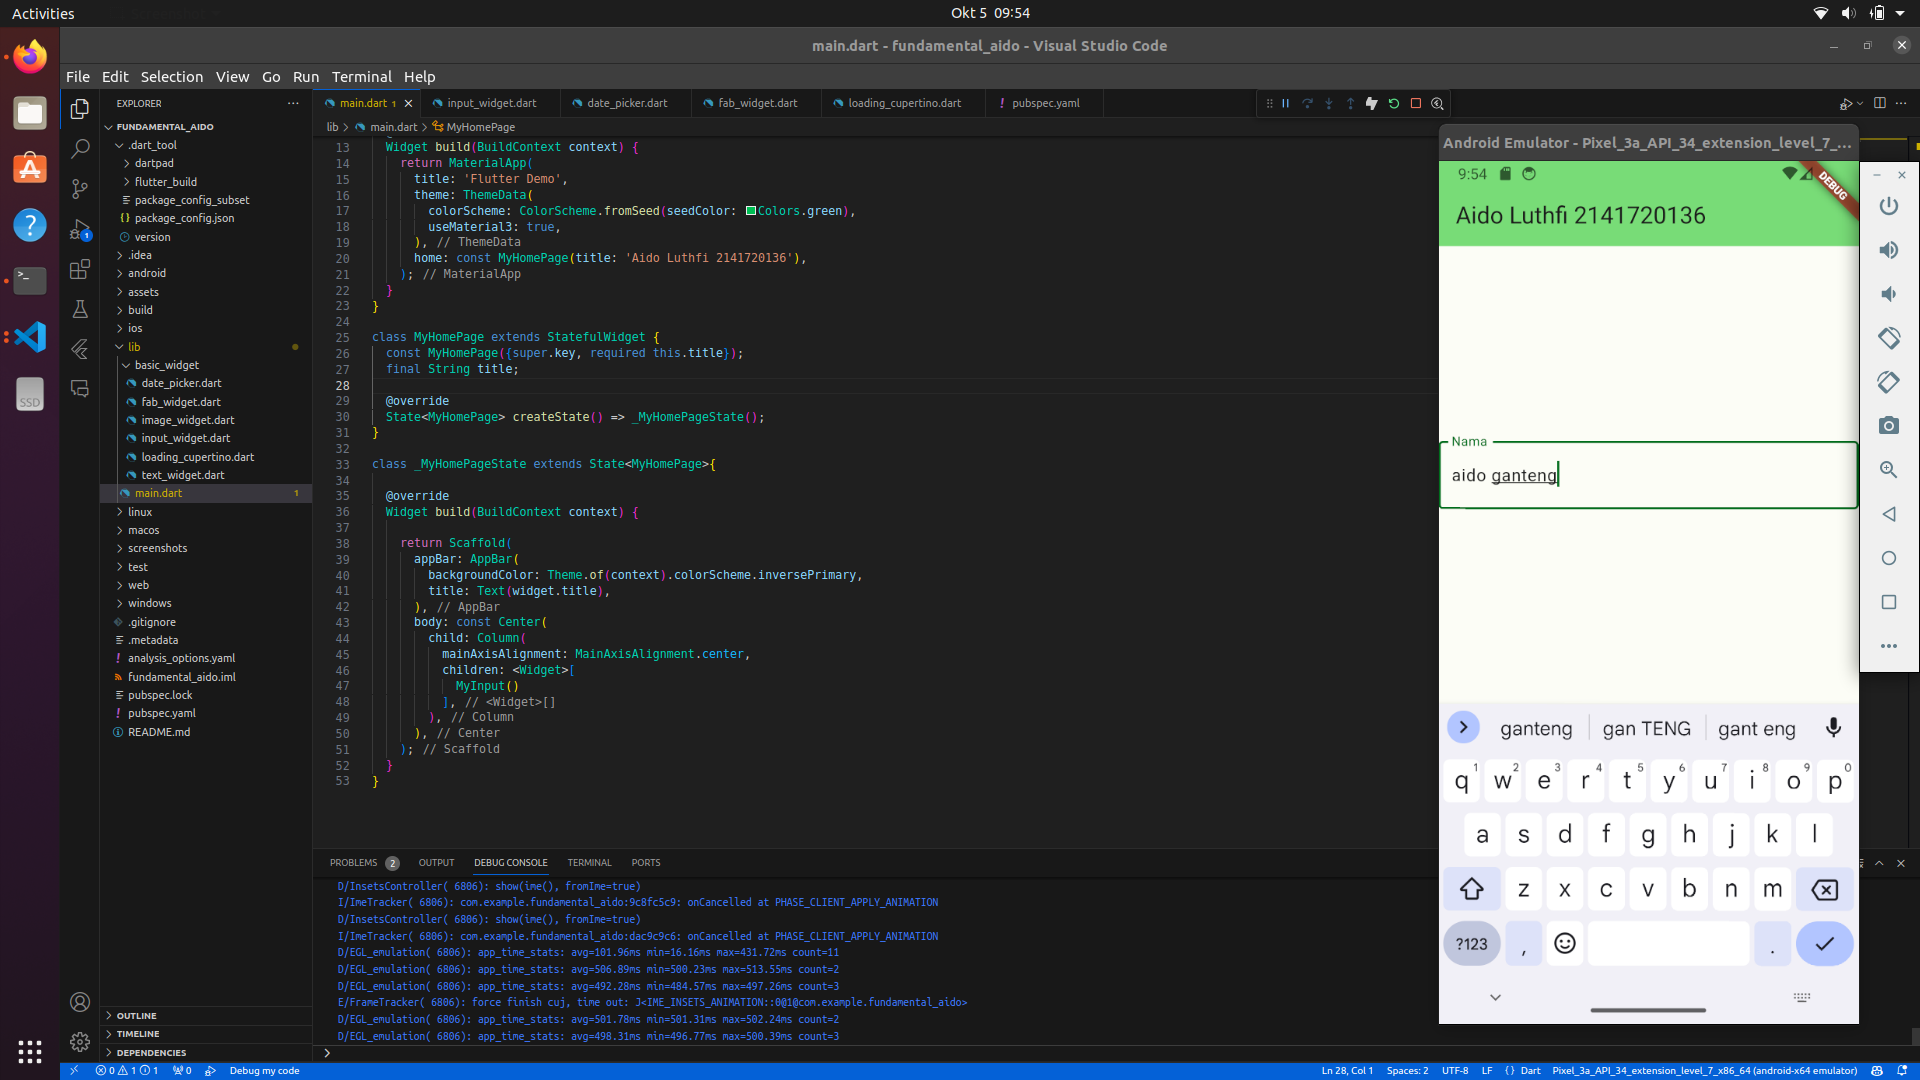 Activities
Okt 5 09:54
main.dart - fundamental_aido - Visual Studio Code
File Edit Selection View Go Run Terminal Help
EXPLORER
FUNDAMENTAL_AIDO
.dart_tool
dartpad
flutter_build
package_config_subset
package_config.json
version
.idea
android
assets
build
ios
lib
basic_widget
date_picker.dart
fab_widget.dart
image_widget.dart
input_widget.dart
loading_cupertino.dart
text_widget.dart
main.dart 1
linux
macos
screenshots
test
web
windows
.gitignore
.metadata
analysis_options.yaml
fundamental_aido.iml
pubspec.lock
pubspec.yaml
README.md
OUTLINE
TIMELINE
DEPENDENCIES
SSD
main.dart 1 input_widget.dart date_picker.dart fab_widget.dart loading_cupertino.dart pubspec.yaml
lib > main.dart > MyHomePage
13 Widget build(BuildContext context) {
14 return MaterialApp(
15 title: 'Flutter Demo',
16 theme: ThemeData(
17 colorScheme: ColorScheme.fromSeed(seedColor: Colors.green),
18 useMaterial3: true,
19 ), // ThemeData
20 home: const MyHomePage(title: 'Aido Luthfi 2141720136'),
21 ); // MaterialApp
22 }
23 }
24
25 class MyHomePage extends StatefulWidget {
26 const MyHomePage({super.key, required this.title});
27 final String title;
28
29 @override
30 State<MyHomePage> createState() => _MyHomePageState();
31 }
32
33 class _MyHomePageState extends State<MyHomePage>{
34
35 @override
36 Widget build(BuildContext context) {
37
38 return Scaffold(
39 appBar: AppBar(
40 backgroundColor: Theme.of(context).colorScheme.inversePrimary,
41 title: Text(widget.title),
42 ), // AppBar
43 body: const Center(
44 child: Column(
45 mainAxisAlignment: MainAxisAlignment.center,
46 children: <Widget>[
47 MyInput()
48 ], // <Widget>[]
49 ), // Column
50 ), // Center
51 ); // Scaffold
52 }
53 }
PROBLEMS 2 OUTPUT DEBUG CONSOLE TERMINAL PORTS
D/InsetsController( 6806): show(ime(), fromIme=true)
I/ImeTracker( 6806): com.example.fundamental_aido:9c8fc5c9: onCancelled at PHASE_CLIENT_APPLY_ANIMATION
D/InsetsController( 6806): show(ime(), fromIme=true)
I/ImeTracker( 6806): com.example.fundamental_aido:dac9c9c6: onCancelled at PHASE_CLIENT_APPLY_ANIMATION
D/EGL_emulation( 6806): app_time_stats: avg=101.96ms min=16.16ms max=431.72ms count=11
D/EGL_emulation( 6806): app_time_stats: avg=506.89ms min=500.23ms max=513.55ms count=2
D/EGL_emulation( 6806): app_time_stats: avg=492.28ms min=484.57ms max=497.26ms count=3
E/FrameTracker( 6806): force finish cuj, time out: J<IME_INSETS_ANIMATION::0@1@com.example.fundamental_aido>
D/EGL_emulation( 6806): app_time_stats: avg=501.78ms min=501.31ms max=502.24ms count=2
D/EGL_emulation( 6806): app_time_stats: avg=498.31ms min=496.77ms max=500.39ms count=3
Android Emulator - Pixel_3a_API_34_extension_level_7_...
9:54
DEBUG
Aido Luthfi 2141720136
Nama
aido ganteng
ganteng gan TENG gant eng
q1 w2 e3 r4 t5 y6 u7 i8 o9 p0
a s d f g h j k l
z x c v b n m
?123 , .
1
0 1 1 0 Debug my code
Ln 28, Col 1 Spaces: 2 UTF-8 LF {} Dart Pixel_3a_API_34_extension_level_7_x86_64 (android-x64 emulator)